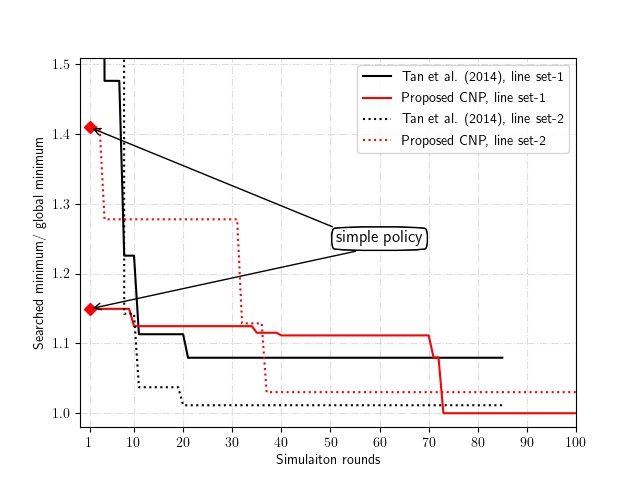 1.5
1.4
1.3
1.2
1.1
1.0
Searched minimum/ global minimum
Tan et al. (2014), line set-1
Proposed CNP, line set-1
Tan et al. (2014), line set-2
Proposed CNP, line set-2
simple policy
1 10 20 30 40 50 60 70 80 90 100
Simulaiton rounds